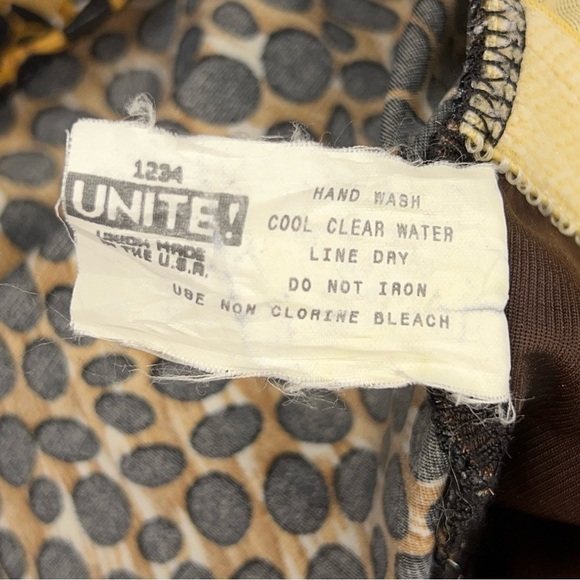 1234
UNITE!
UNION MADE
IN THE U.S.A.
HAND WASH
COOL CLEAR WATER
LINE DRY
DO NOT IRON
USE NON CLORINE BLEACH